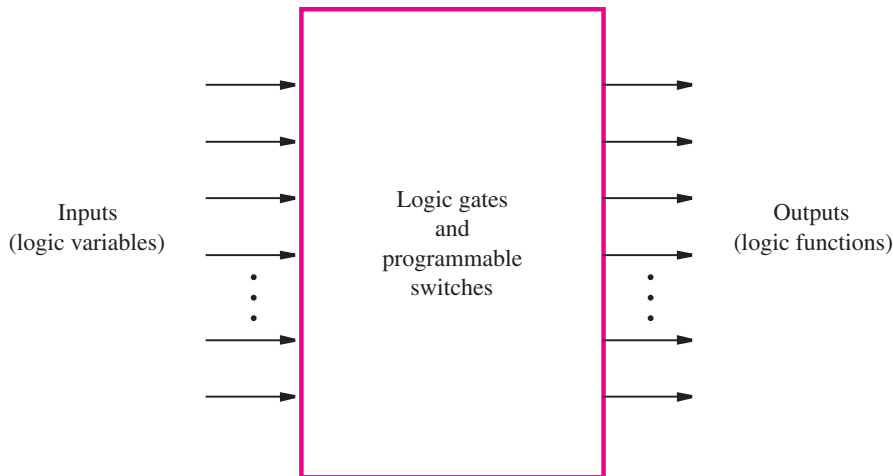 Inputs
(logic variables)
Logic gates
and
programmable
switches
Outputs
(logic functions)